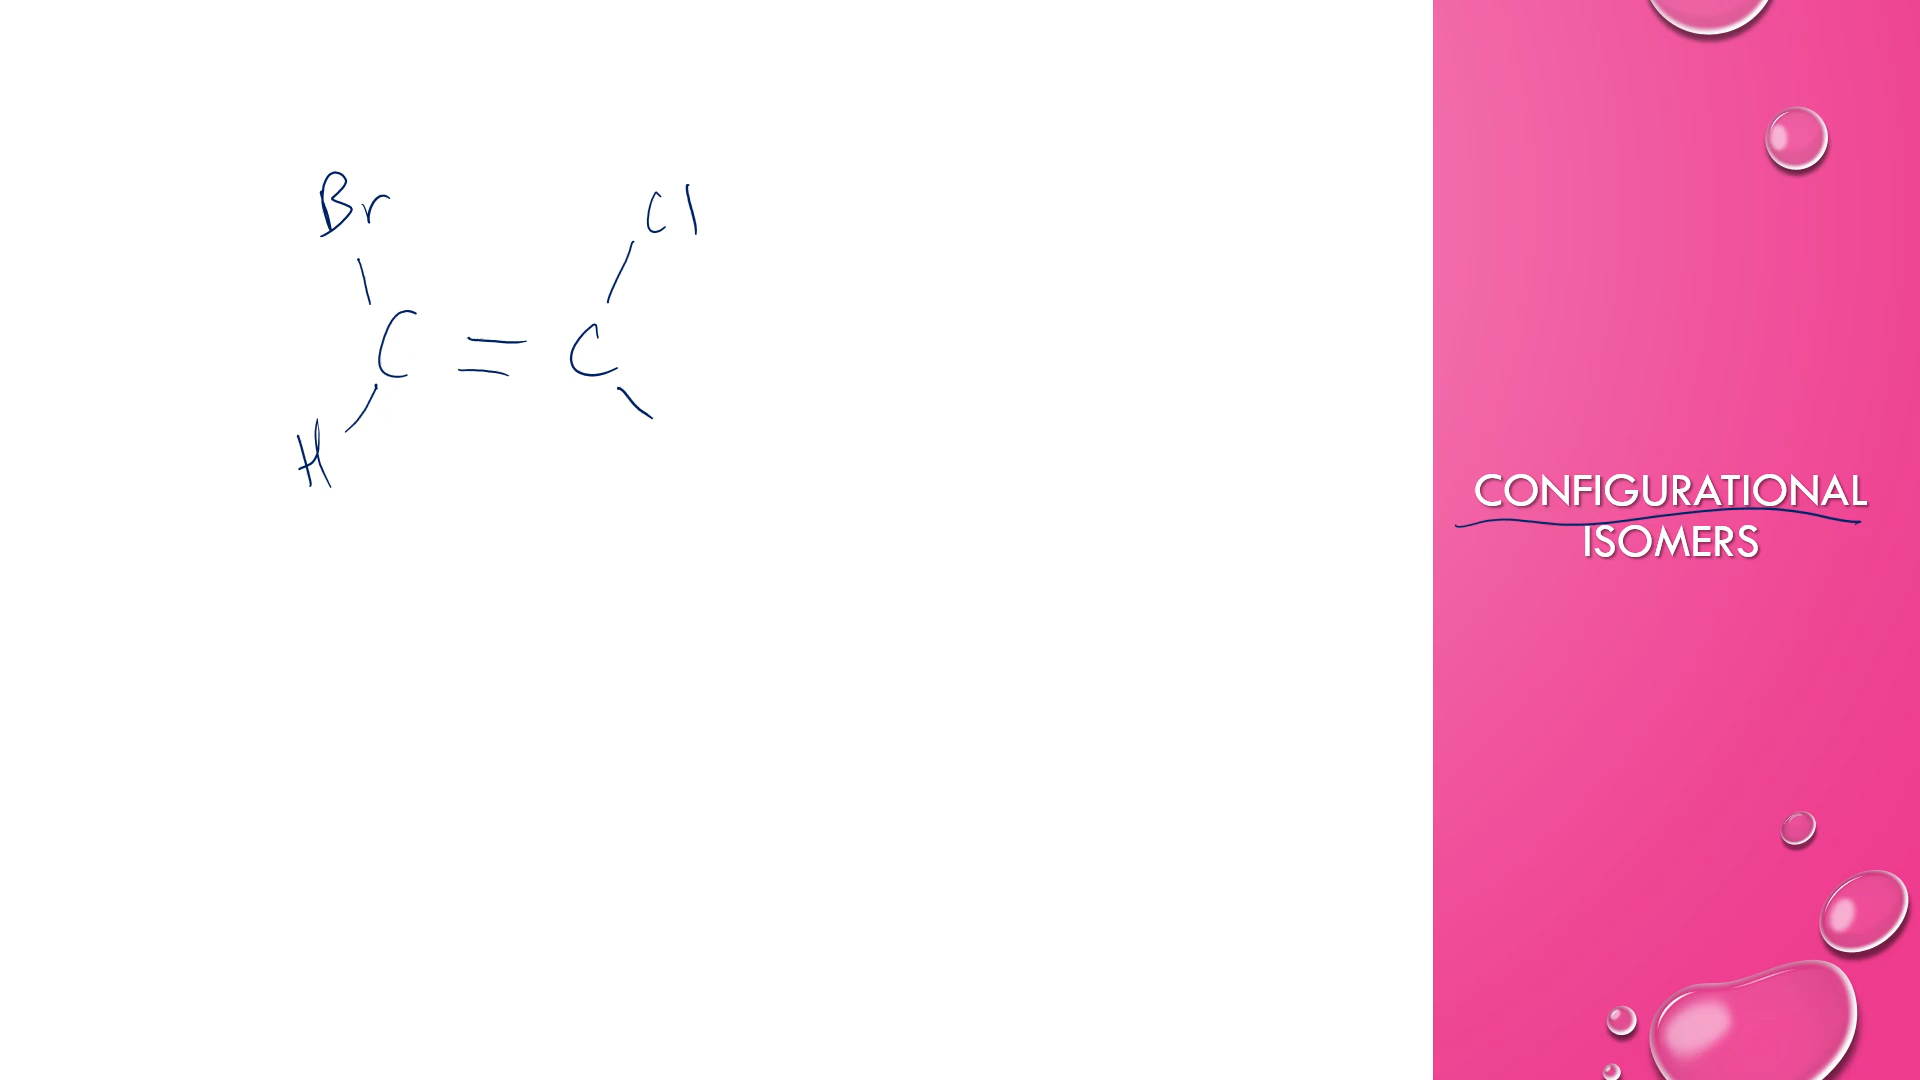 Br Cl
C = C
H
CONFIGURATIONAL
ISOMERS